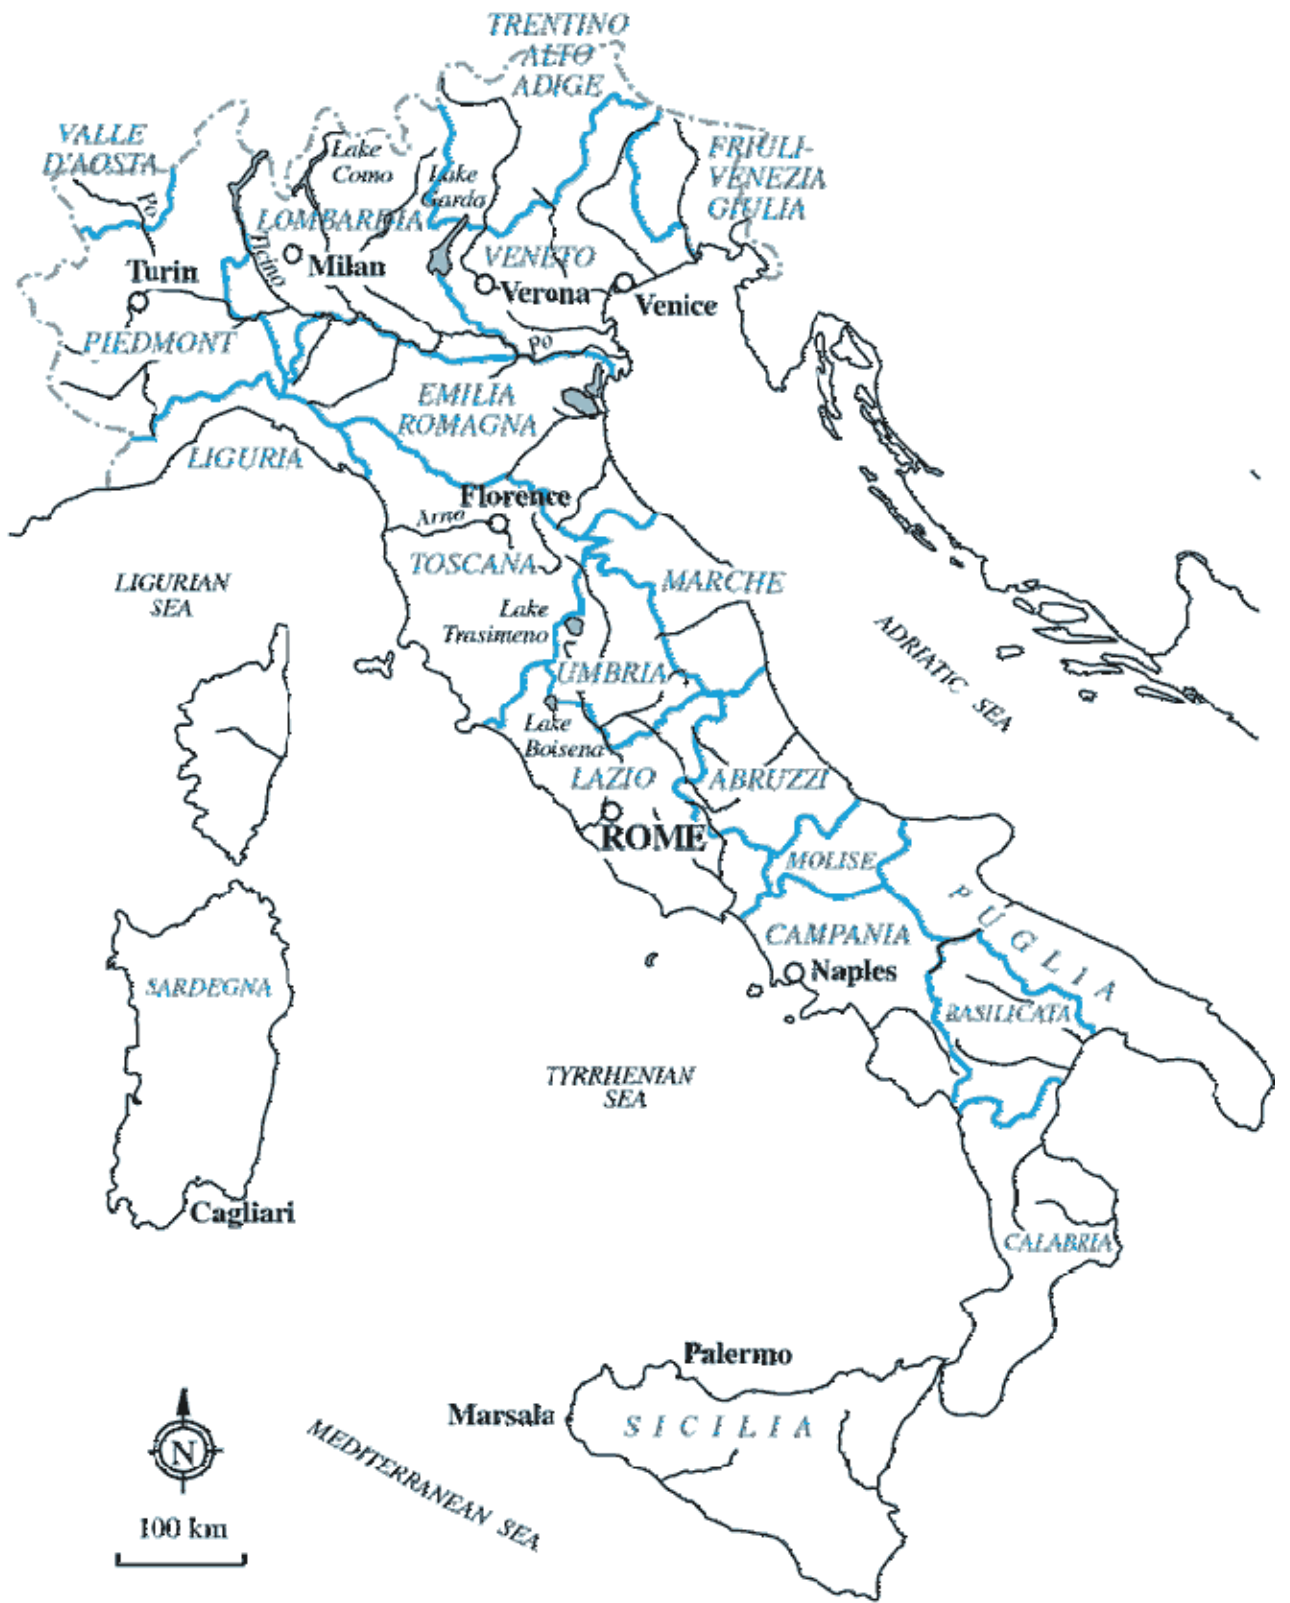 TRENTINO
ALTO
ADIGE
VALLE
D'AOSTA
Lake
Como
Lake
Garda
FRIULI-
VENEZIA
GIULIA
Po
LOMBARDIA
Ticino
Milan
VENETO
Turin
Verona
Venice
PIEDMONT
Po
EMILIA
ROMAGNA
LIGURIA
Florence
Arno
TOSCANA
MARCHE
LIGURIAN
SEA
Lake
Trasimeno
ADRIATIC SEA
UMBRIA
Lake
Boisena
LAZIO
ABRUZZI
ROME
MOLISE
PUGLIA
CAMPANIA
Naples
SARDEGNA
BASILICATA
TYRRHENIAN
SEA
Cagliari
CALABRIA
Palermo
Marsala
SICILIA
MEDITERRANEAN SEA
N
100 km